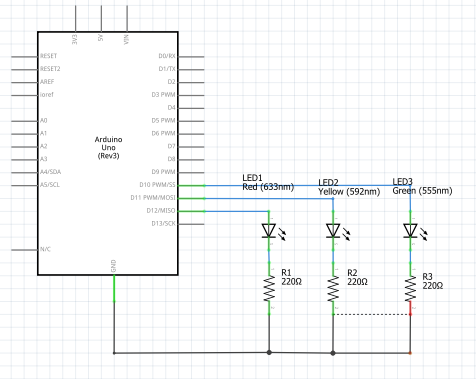 3V3
5V
VIN
RESET
RESET2
AREF
ioref
A0
A1
A2
A3
A4/SDA
A5/SCL
N/C
Arduino
Uno
(Rev3)
D0/RX
D1/TX
D2
D3 PWM
D4
D5 PWM
D6 PWM
D7
D8
D9 PWM
D10 PWM/SS
D11 PWM/MOSI
D12/MISO
D13/SCK
GND
LED1
Red (633nm)
LED2
Yellow (592nm)
LED3
Green (555nm)
R1
220Ω
R2
220Ω
R3
220Ω